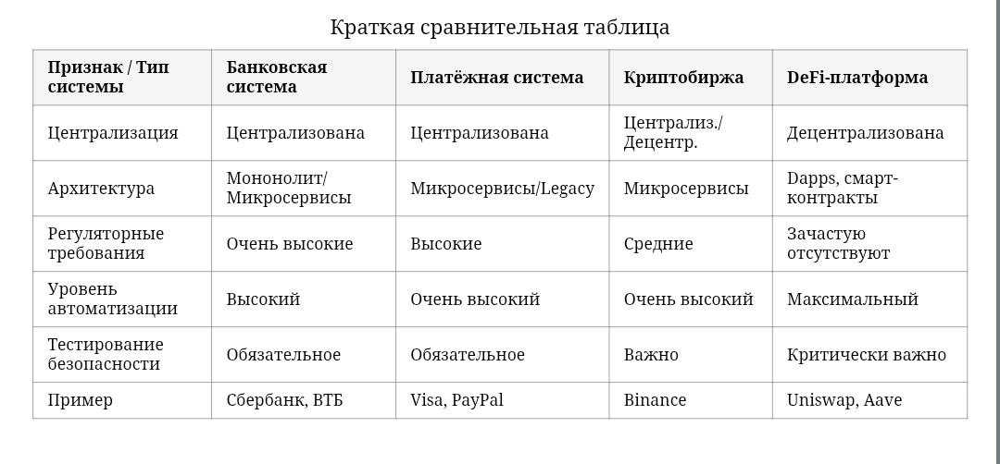 Краткая сравнительная таблица
Признак / Тип системы | Банковская система | Платёжная система | Криптобиржа | DeFi-платформа
Централизация | Централизована | Централизована | Централиз./ Децентр. | Децентрализована
Архитектура | Мононолит/ Микросервисы | Микросервисы/Legacy | Микросервисы | Dapps, смарт-контракты
Регуляторные требования | Очень высокие | Высокие | Средние | Зачастую отсутствуют
Уровень автоматизации | Высокий | Очень высокий | Очень высокий | Максимальный
Тестирование безопасности | Обязательное | Обязательное | Важно | Критически важно
Пример | Сбербанк, ВТБ | Visa, PayPal | Binance | Uniswap, Aave